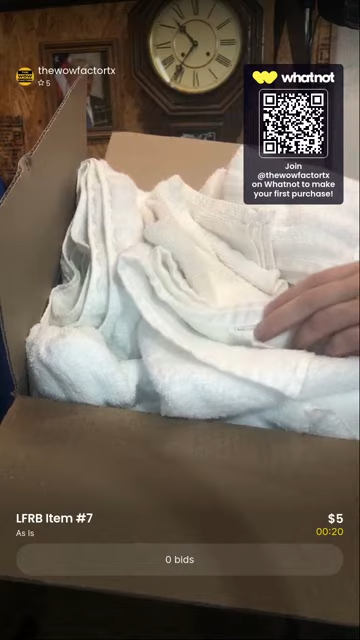 thewowfactortx
☆5
whatnot
Join
@thewowfactortx
on Whatnot to make
your first purchase!
LFRB Item #7
$5
As Is
00:20
0 bids